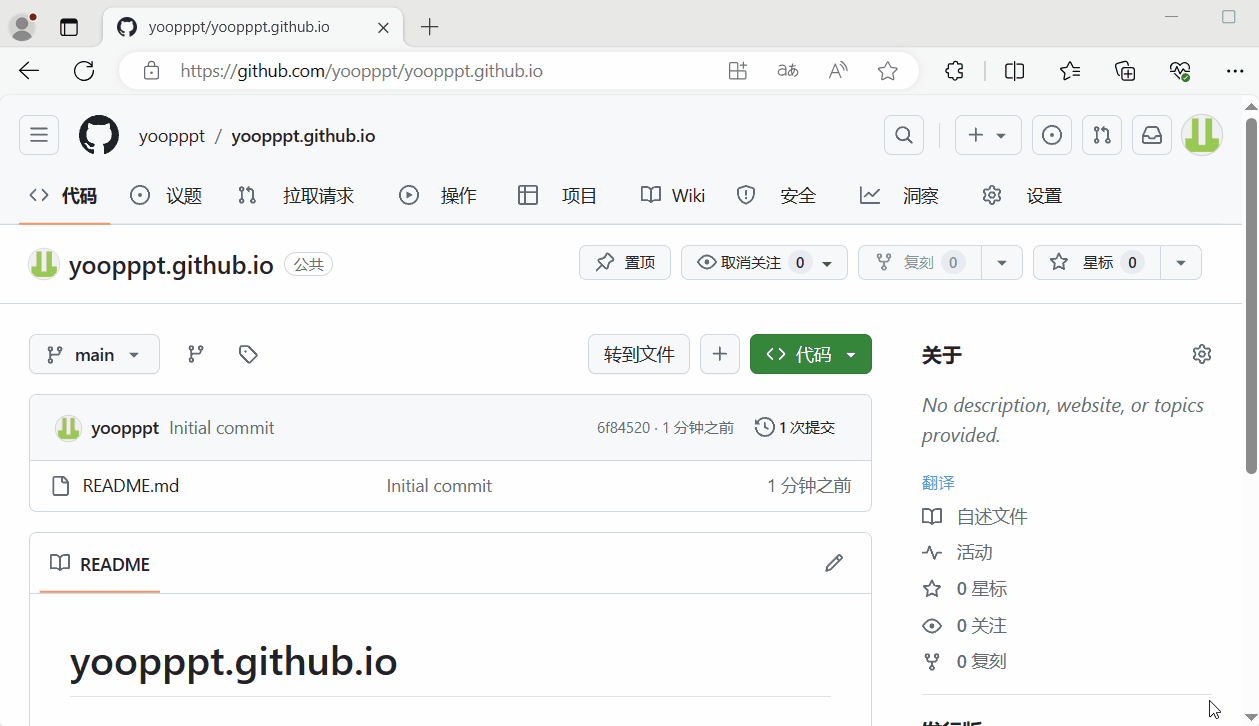 yoopppt/yoopppt.github.io
https://github.com/yoopppt/yoopppt.github.io
yoopppt / yoopppt.github.io
代码 议题 拉取请求 操作 项目 Wiki 安全 洞察 设置
yoopppt.github.io 公共 置顶 取消关注 0 复刻 0 星标 0
main 转到文件 代码
关于
No description, website, or topics
provided.
yoopppt Initial commit 6f84520 · 1 分钟之前 1 次提交
README.md Initial commit 1 分钟之前
翻译
自述文件
活动
0 星标
0 关注
0 复刻
README
yoopppt.github.io
发行版